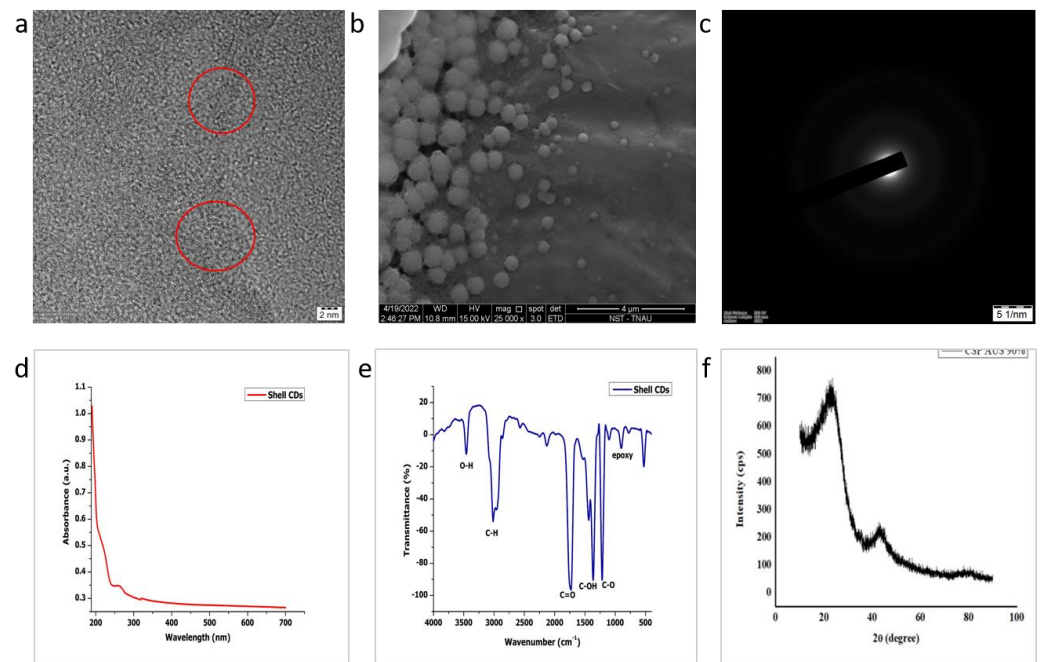 a
b
c
2 nm
4/19/2022 WD HV mag □ spot det 4 µm
2:46:27 PM 10.8 mm 15.00 kV 25 000 x 3.0 ETD NST - TNAU
5 1/nm
d
Shell CDs
1.1
1.0
0.9
0.8
0.7
0.6
0.5
0.4
0.3
200 300 400 500 600 700
Absorbance (a.u.)
Wavelength (nm)
e
Shell CDs
20
0
-20
-40
-60
-80
-100
4000 3500 3000 2500 2000 1500 1000 500
O-H
C-H
C=O
C-OH
C-O
epoxy
Transmittance (%)
Wavenumber (cm⁻¹)
f
CSF AUS 90%
800
700
600
500
400
300
200
100
0
0 20 40 60 80 100
Intensity (cps)
2θ (degree)